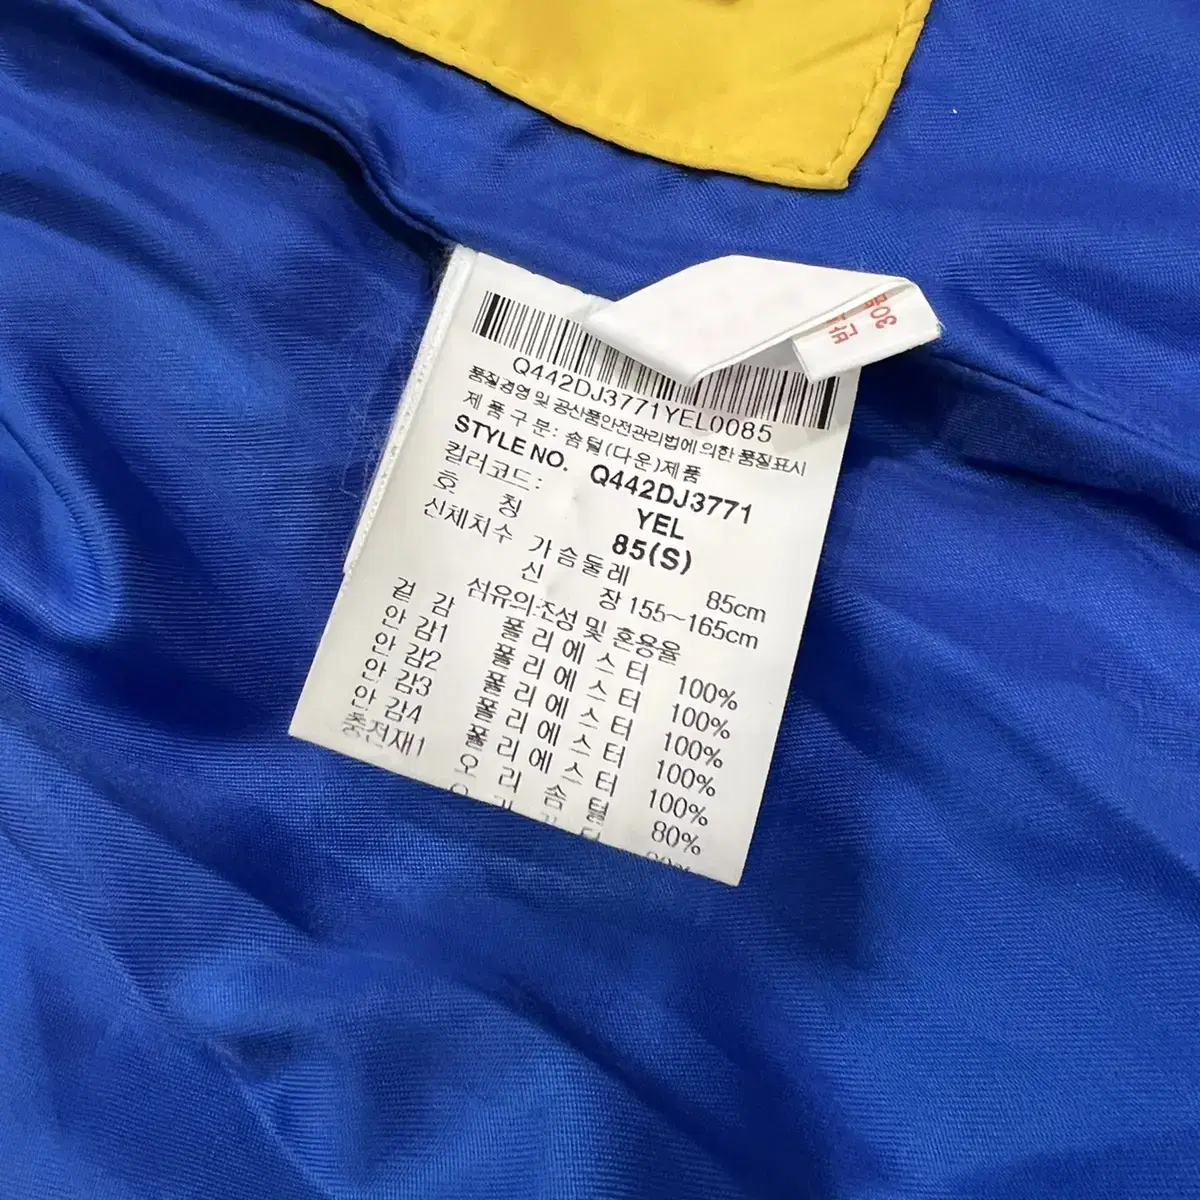 Q442DJ3771YEL0085
품질경영 및 공산품안전관리법에 의한 품질표시
제 품 구 분: 솜 털(다운)제 품
STYLE NO. Q442DJ3771
컬러코드: YEL
호 칭 85(S)
신체치수 가슴둘레 85cm
신 장 155~165cm
섬유의 조성 및 혼용율
겉 감 폴 리 에 스 터 100%
안 감1 폴 리 에 스 터 100%
안 감2 폴 리 에 스 터 100%
안 감3 폴 리 에 스 터 100%
안 감4 폴 리 에 스 터 100%
충전재1 오 리 솜 털 80%